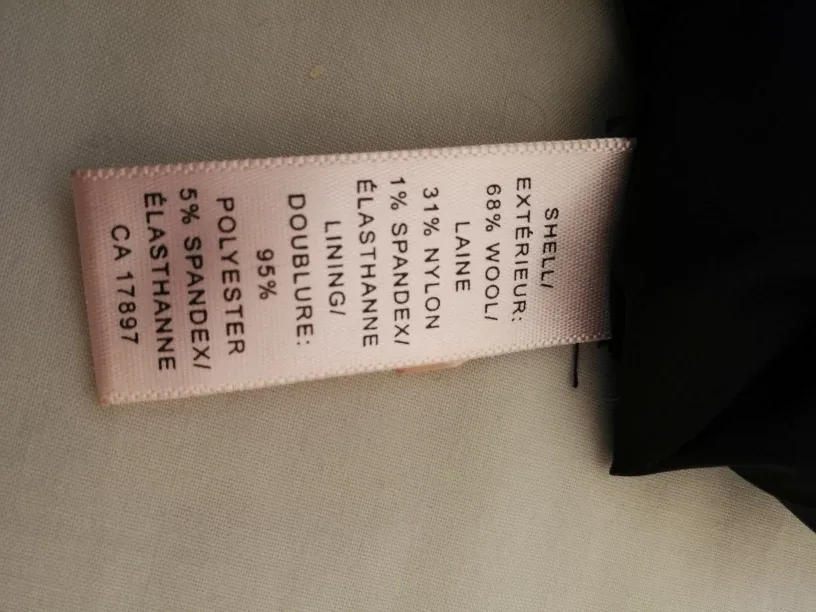 SHELL/
EXTÉRIEUR:
68% WOOL/
LAINE
31% NYLON
1% SPANDEX/
ÉLASTHANNE
LINING/
DOUBLURE:
95%
POLYESTER
5% SPANDEX/
ÉLASTHANNE
CA 17897